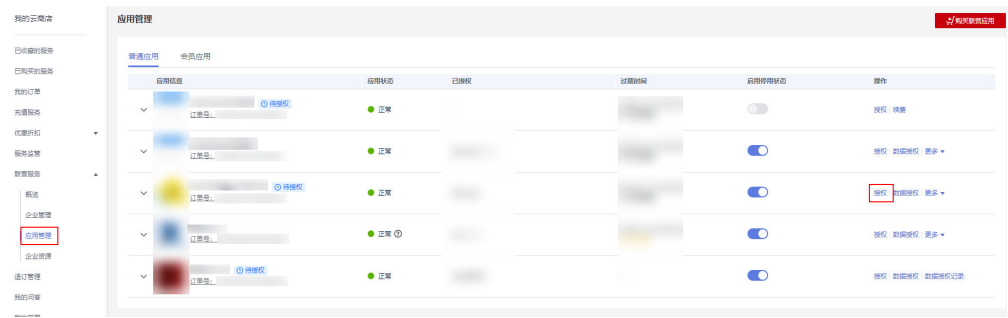 我的云商店
已收藏的服务
已购买的服务
我的订单
充值服务
优惠折扣
服务监管
联营服务
概览
企业管理
应用管理
企业资源
退订管理
我的问答
应用管理
购买联营应用
普通应用 会员应用
应用信息 应用状态 已授权 过期时间 启用停用状态 操作
待授权
订单号: 正常 授权 续费
订单号: 正常 授权 数据授权 更多
待授权
订单号: 正常 授权 数据授权 更多
订单号: 正常 授权 数据授权 更多
待授权
订单号: 正常 授权 数据授权 数据授权记录